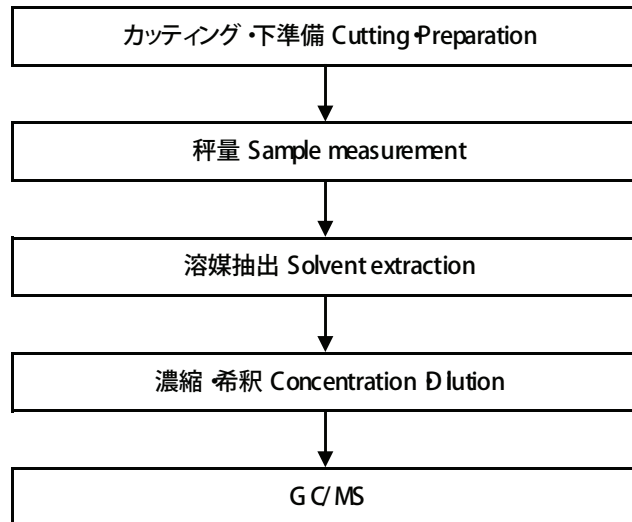 カッティング・下準備 Cutting・Preparation
秤量 Sample measurement
溶媒抽出 Solvent extraction
濃縮・希釈 Concentration・Dilution
GC/MS